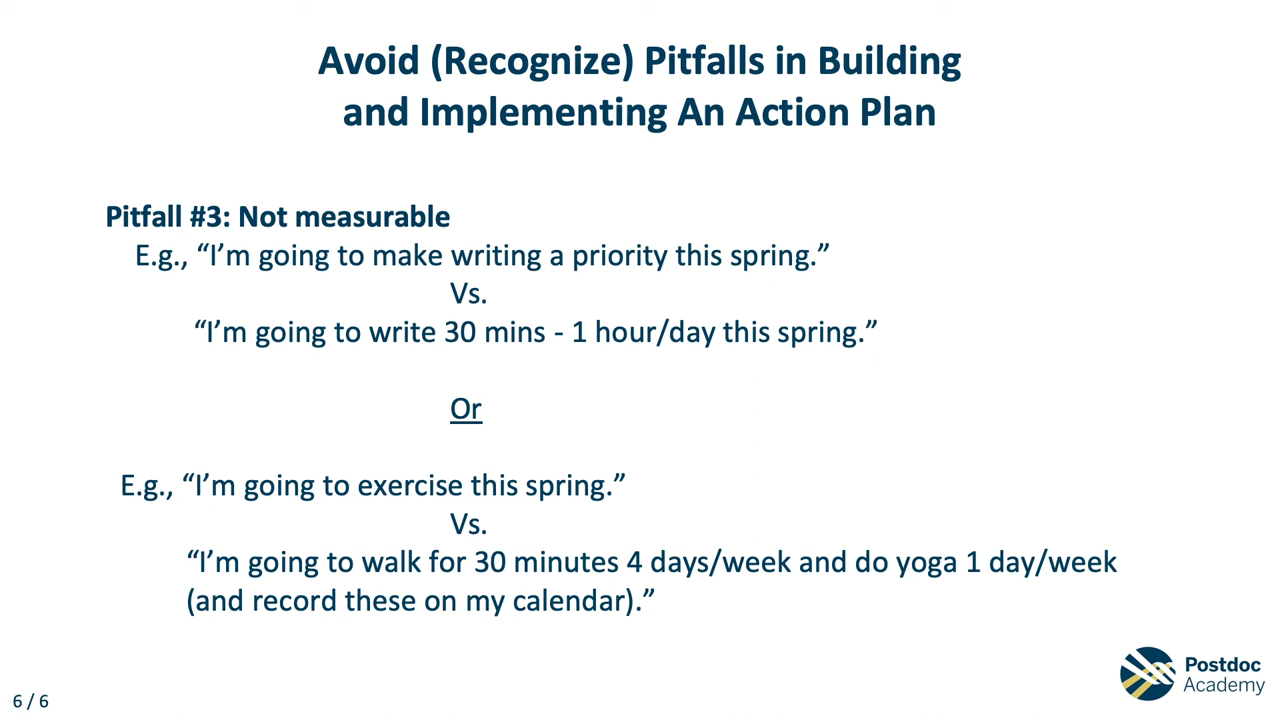 Avoid (Recognize) Pitfalls in Building
and Implementing An Action Plan
Pitfall #3: Not measurable
E.g., “I’m going to make writing a priority this spring.”
Vs.
“I’m going to write 30 mins - 1 hour/day this spring.”
Or
E.g., “I’m going to exercise this spring.”
Vs.
“I’m going to walk for 30 minutes 4 days/week and do yoga 1 day/week
(and record these on my calendar).”
Postdoc
Academy
6 / 6